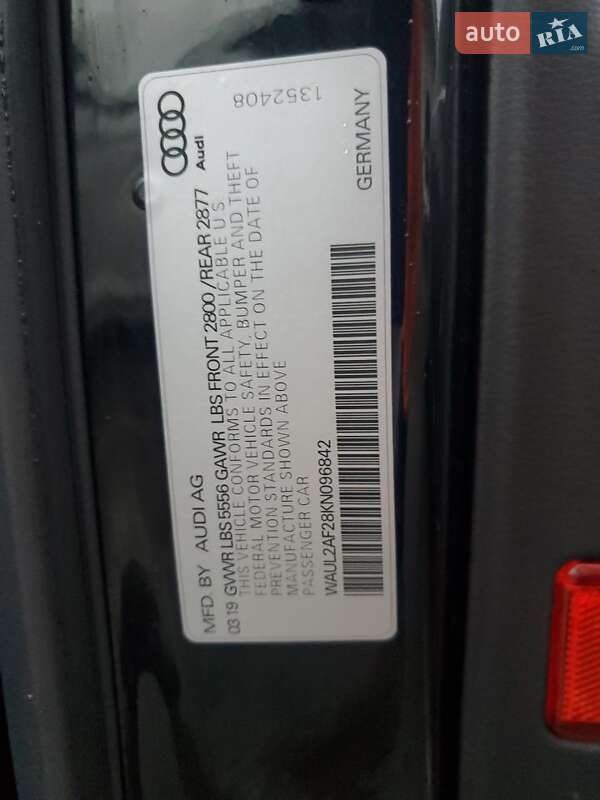 auto RIA
.com
Audi
1352408
MFD. BY AUDI AG
GERMANY
03 19 GVWR LBS 5556 GAWR LBS FRONT 2800 /REAR 2877
THIS VEHICLE CONFORMS TO ALL APPLICABLE U S
FEDERAL MOTOR VEHICLE SAFETY, BUMPER AND THEFT
PREVENTION STANDARDS IN EFFECT ON THE DATE OF
MANUFACTURE SHOWN ABOVE
PASSENGER CAR
WAUL2AF28KN096842